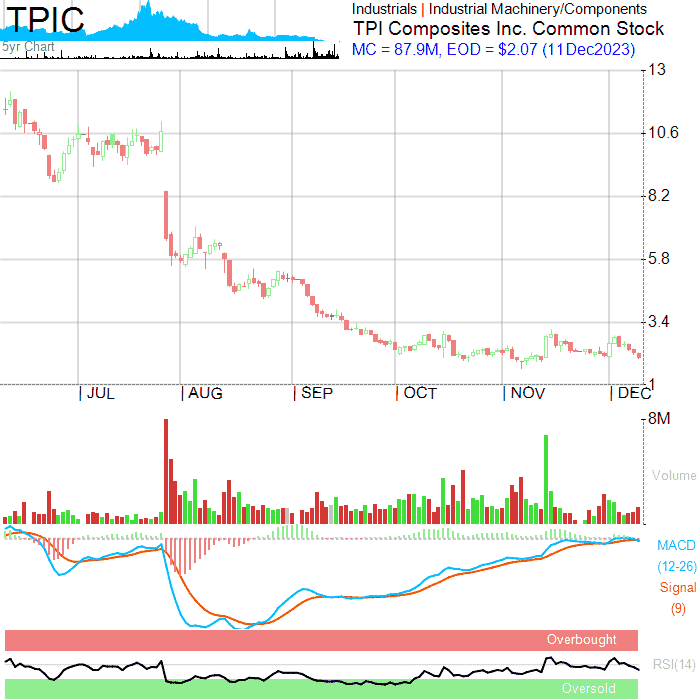 TPIC
5yr Chart
Industrials | Industrial Machinery/Components
TPI Composites Inc. Common Stock
MC = 87.9M, EOD = $2.07 (11Dec2023)
13
10.6
8.2
5.8
3.4
1
JUL AUG SEP OCT NOV DEC
8M
Volume
MACD
(12-26)
Signal
(9)
Overbought
RSI(14)
Oversold